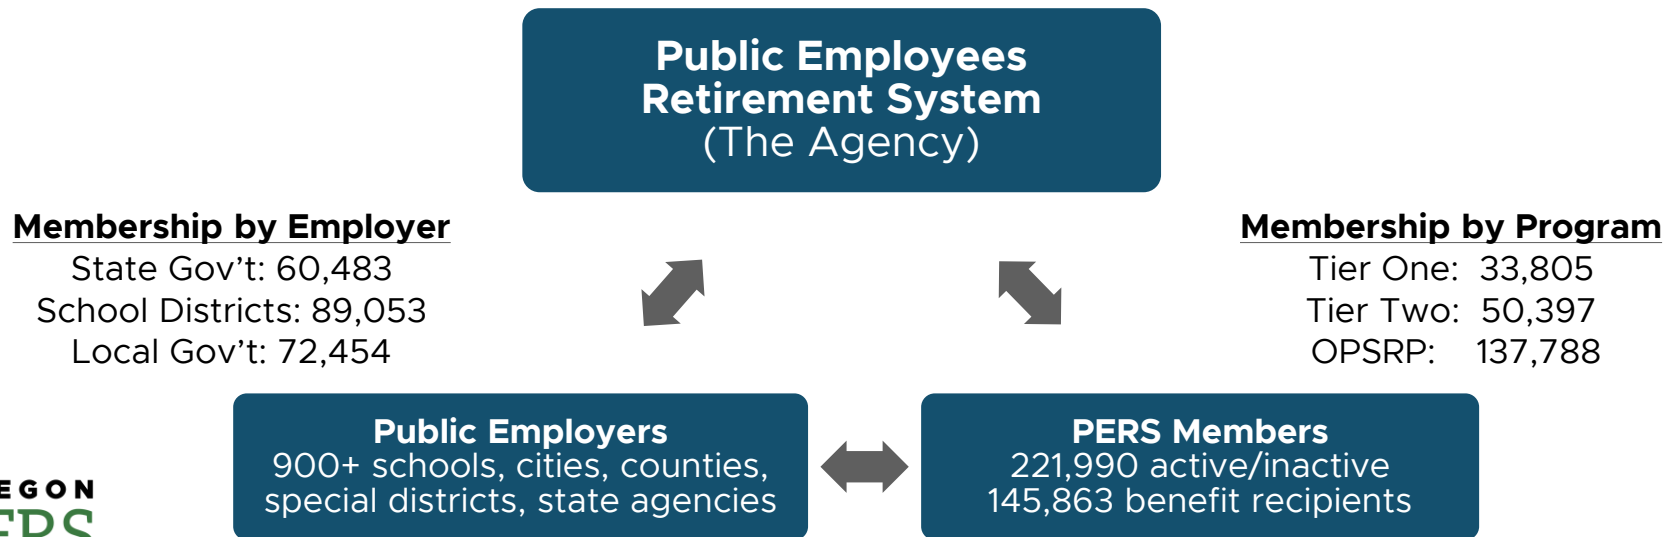 Public Employees
Retirement System
(The Agency)
Membership by Employer
State Gov’t: 60,483
School Districts: 89,053
Local Gov’t: 72,454
Membership by Program
Tier One: 33,805
Tier Two: 50,397
OPSRP: 137,788
Public Employers
900+ schools, cities, counties,
special districts, state agencies
PERS Members
221,990 active/inactive
145,863 benefit recipients